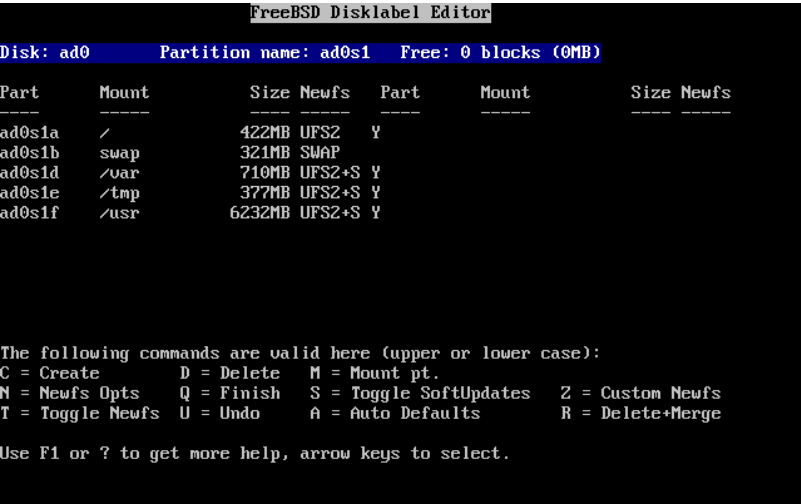 FreeBSD Disklabel Editor
Disk: ad0 Partition name: ad0s1 Free: 0 blocks (0MB)
Part Mount Size Newfs Part Mount Size Newfs
---- ----- ---- ----- ---- ----- ---- -----
ad0s1a / 422MB UFS2 Y
ad0s1b swap 321MB SWAP
ad0s1d /var 710MB UFS2+S Y
ad0s1e /tmp 377MB UFS2+S Y
ad0s1f /usr 6232MB UFS2+S Y
The following commands are valid here (upper or lower case):
C = Create D = Delete M = Mount pt.
N = Newfs Opts Q = Finish S = Toggle SoftUpdates Z = Custom Newfs
T = Toggle Newfs U = Undo A = Auto Defaults R = Delete+Merge
Use F1 or ? to get more help, arrow keys to select.